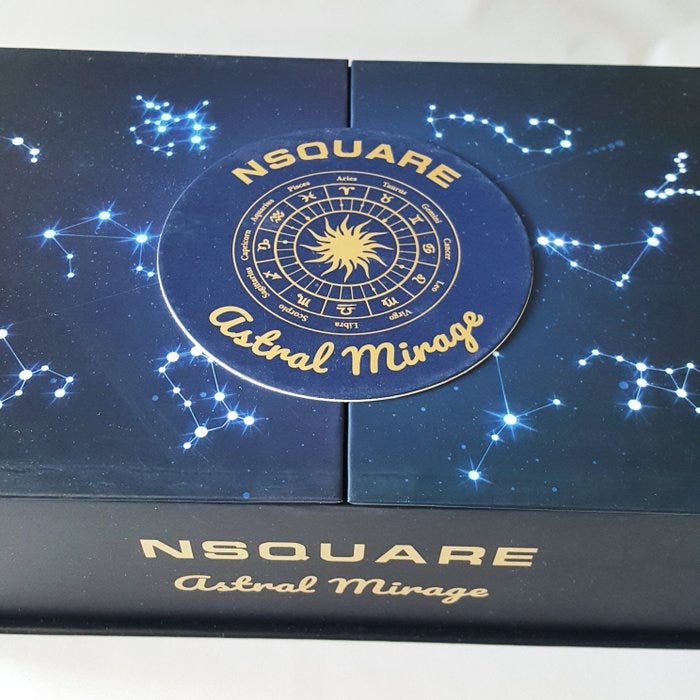 NSQUARE
Aries
Taurus
Gemini
Cancer
Leo
Virgo
Libra
Scorpio
Sagittarius
Capricorn
Aquarius
Pisces
Astral Mirage
NSQUARE
Astral Mirage